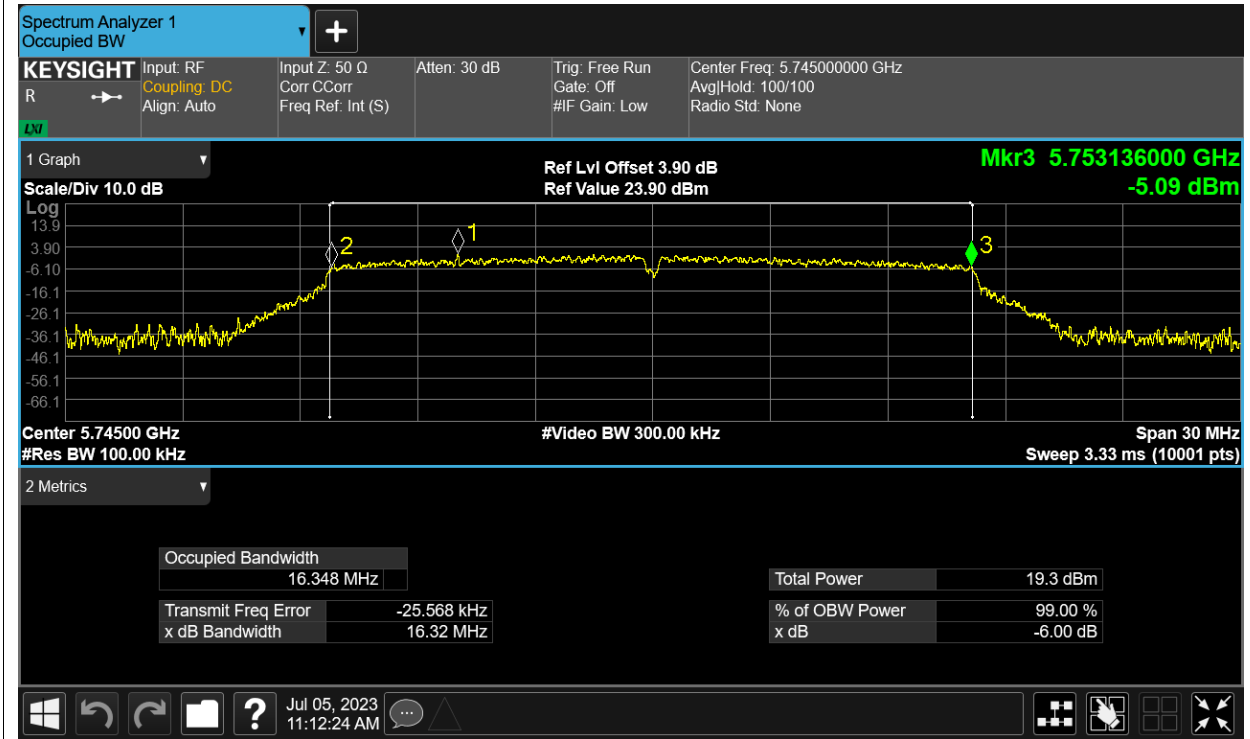 Spectrum Analyzer 1
Occupied BW
+
KEYSIGHT
R
LXI
Input: RF
Coupling: DC
Align: Auto
Input Z: 50 Ω
Corr CCorr
Freq Ref: Int (S)
Atten: 30 dB
Trig: Free Run
Gate: Off
#IF Gain: Low
Center Freq: 5.745000000 GHz
Avg|Hold: 100/100
Radio Std: None
1 Graph
Scale/Div 10.0 dB
Ref Lvl Offset 3.90 dB
Ref Value 23.90 dBm
Mkr3 5.753136000 GHz
-5.09 dBm
Log
13.9
3.90
-6.10
-16.1
-26.1
-36.1
-46.1
-56.1
-66.1
2
1
3
Center 5.74500 GHz
#Res BW 100.00 kHz
#Video BW 300.00 kHz
Span 30 MHz
Sweep 3.33 ms (10001 pts)
2 Metrics
Occupied Bandwidth
16.348 MHz
Transmit Freq Error -25.568 kHz
x dB Bandwidth 16.32 MHz
Total Power 19.3 dBm
% of OBW Power 99.00 %
x dB -6.00 dB
?
Jul 05, 2023
11:12:24 AM